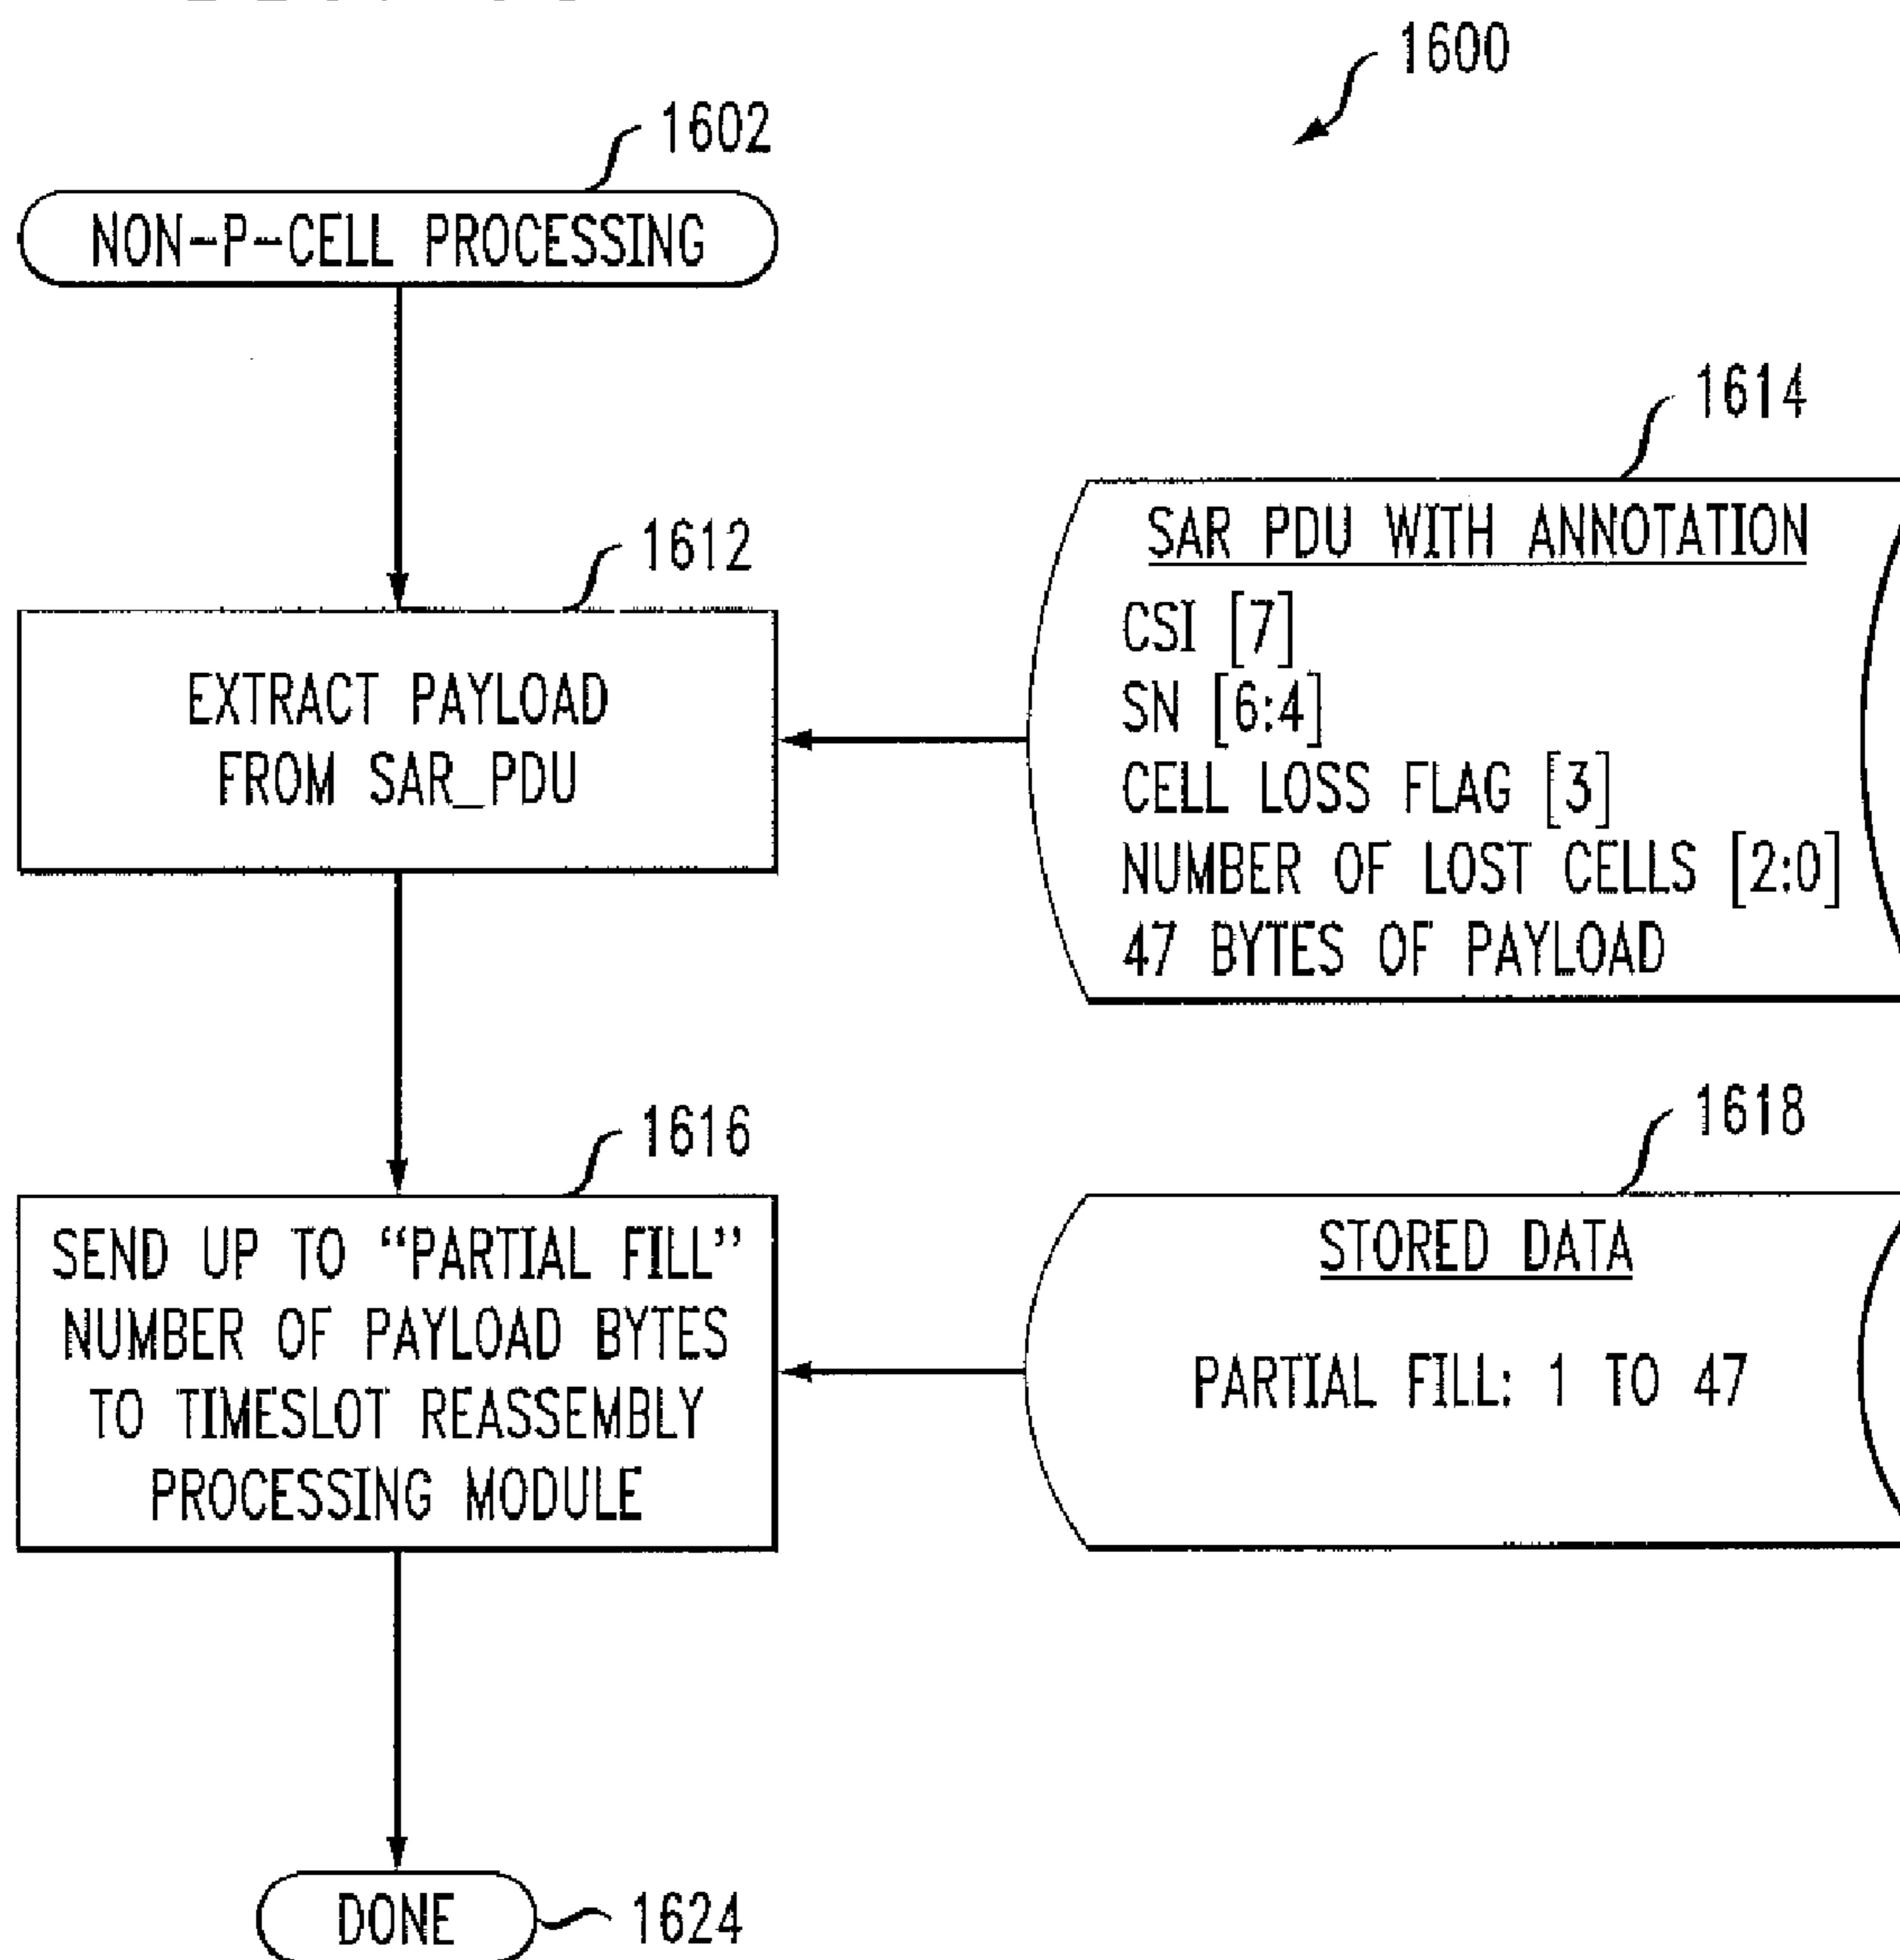 1600
1602
NON-P-CELL PROCESSING
1614
SAR PDU WITH ANNOTATION
CSI [7]
SN [6:4]
CELL LOSS FLAG [3]
NUMBER OF LOST CELLS [2:0]
47 BYTES OF PAYLOAD
1612
EXTRACT PAYLOAD
FROM SAR_PDU
1616
SEND UP TO “PARTIAL FILL”
NUMBER OF PAYLOAD BYTES
TO TIMESLOT REASSEMBLY
PROCESSING MODULE
1618
STORED DATA
PARTIAL FILL: 1 TO 47
DONE
1624